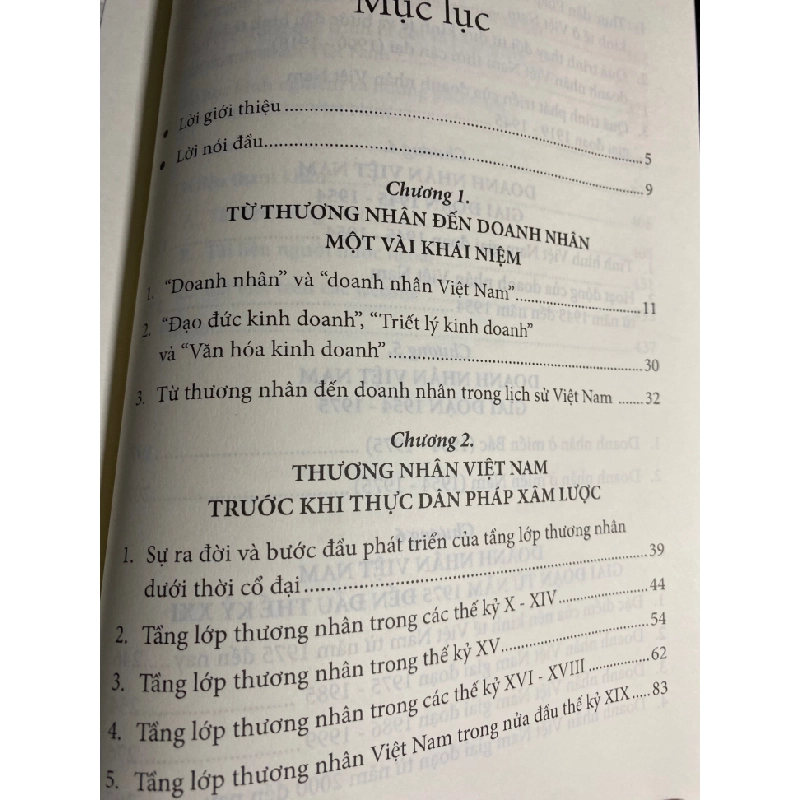 Mục lục
• Lời giới thiệu ........ 5
• Lời nói đầu ........ 9
Chương 1.
TỪ THƯƠNG NHÂN ĐẾN DOANH NHÂN
MỘT VÀI KHÁI NIỆM
1. "Doanh nhân" và "doanh nhân Việt Nam" ........ 11
2. "Đạo đức kinh doanh", "Triết lý kinh doanh"
và "Văn hóa kinh doanh" ........ 30
3. Từ thương nhân đến doanh nhân trong lịch sử Việt Nam ....... 32
Chương 2.
THƯƠNG NHÂN VIỆT NAM
TRƯỚC KHI THỰC DÂN PHÁP XÂM LƯỢC
1. Sự ra đời và bước đầu phát triển của tầng lớp thương nhân
dưới thời cổ đại ........ 39
2. Tầng lớp thương nhân trong các thế kỷ X - XIV ........ 44
3. Tầng lớp thương nhân trong thế kỷ XV ........ 54
4. Tầng lớp thương nhân trong các thế kỷ XVI - XVIII ........ 62
5. Tầng lớp thương nhân Việt Nam trong nửa đầu thế kỷ XIX ....... 83